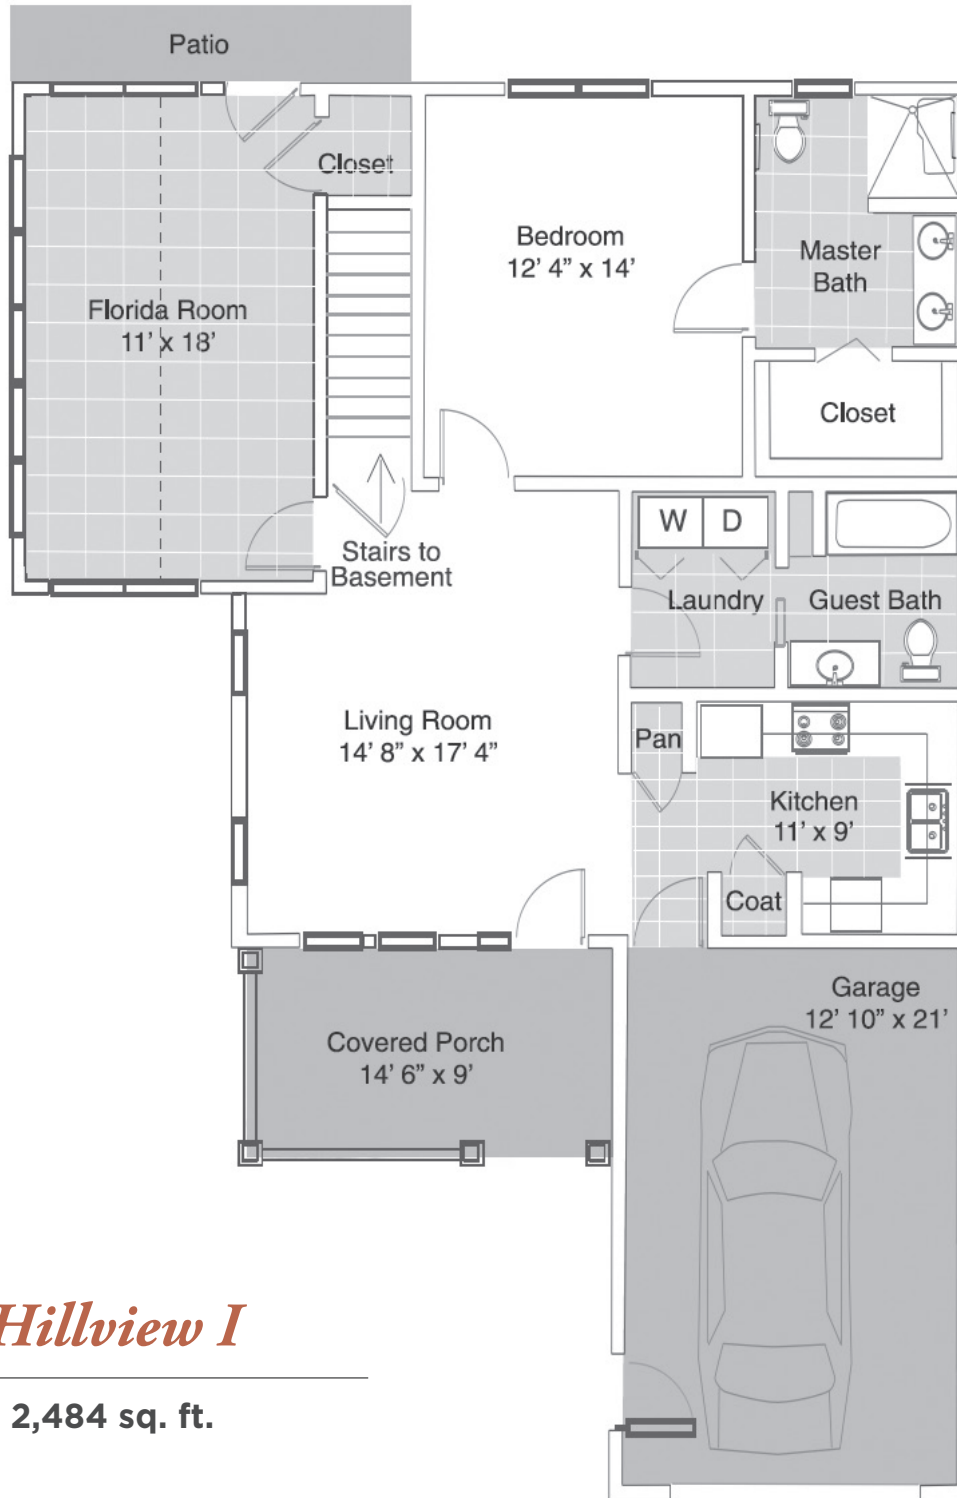 Patio
Closet
Bedroom
12’ 4” x 14’
Master
Bath
Florida Room
11’ x 18’
Closet
W
D
Stairs to
Basement
Laundry
Guest Bath
Living Room
14’ 8” x 17’ 4”
Pan
Kitchen
11’ x 9’
Coat
Garage
12’ 10” x 21’
Covered Porch
14’ 6” x 9’
Hillview I
2,484 sq. ft.